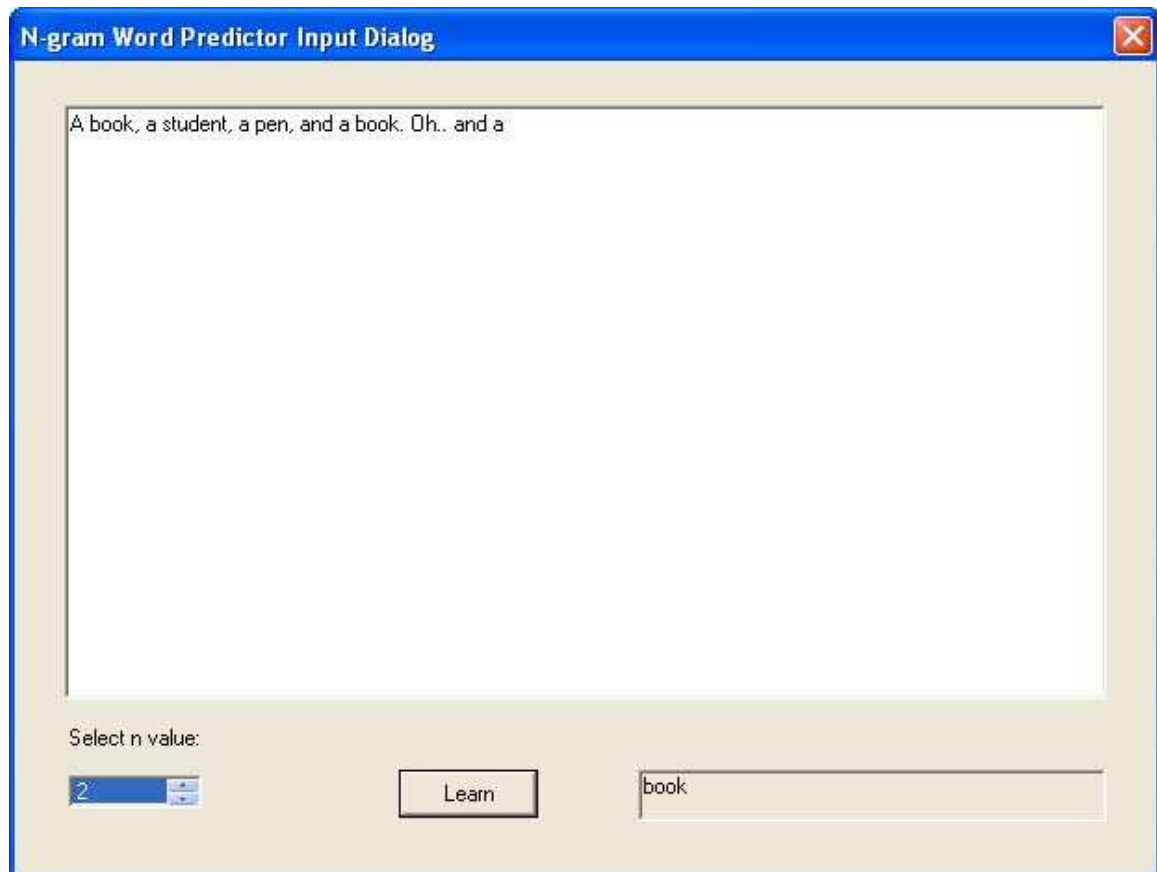 N-gram Word Predictor Input Dialog
A book, a student, a pen, and a book. Oh.. and a
Select n value:
2
Learn
book